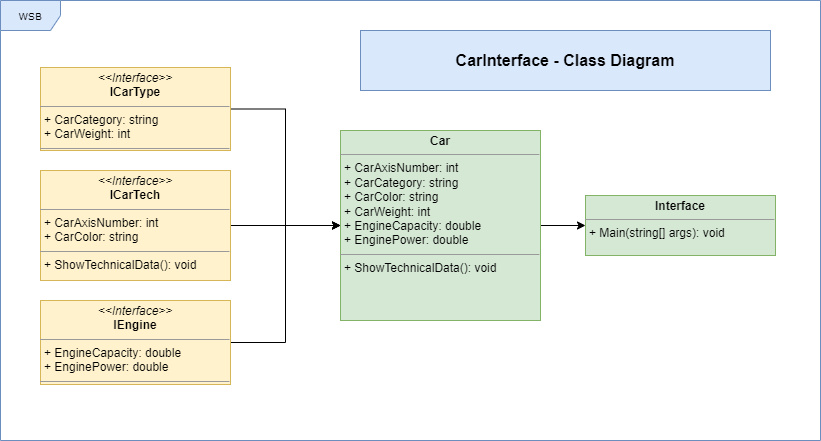 WSB
CarInterface - Class Diagram
<<Interface>>
ICarType
+ CarCategory: string
+ CarWeight: int
<<Interface>>
ICarTech
+ CarAxisNumber: int
+ CarColor: string
+ ShowTechnicalData(): void
<<Interface>>
IEngine
+ EngineCapacity: double
+ EnginePower: double
Car
+ CarAxisNumber: int
+ CarCategory: string
+ CarColor: string
+ CarWeight: int
+ EngineCapacity: double
+ EnginePower: double
+ ShowTechnicalData(): void
Interface
+ Main(string[] args): void